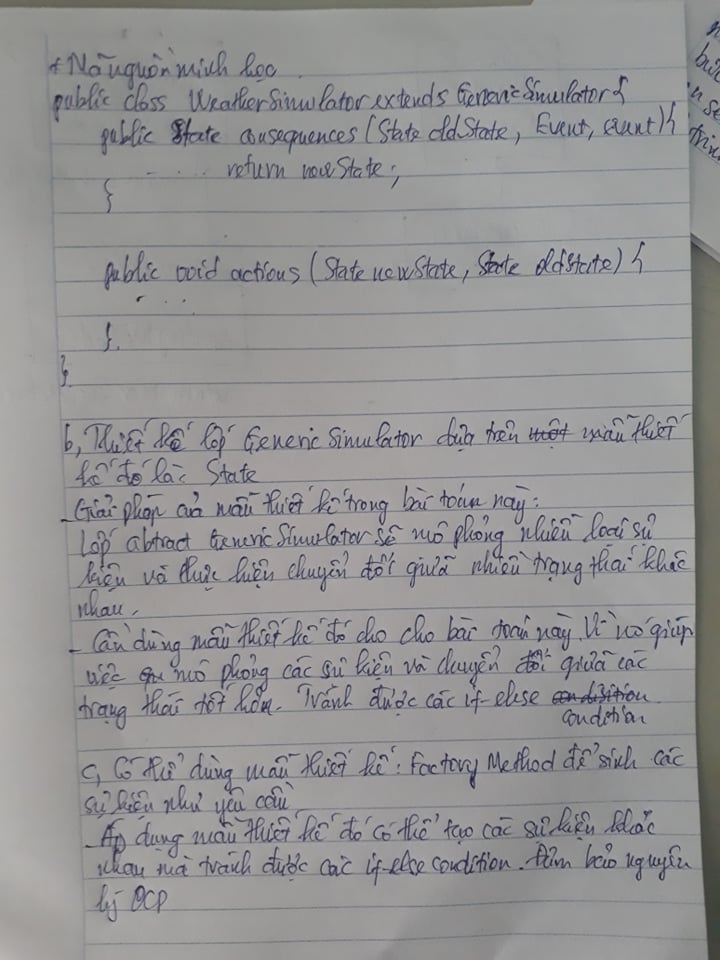 + Mã nguồn minh họa
public class WeatherSimulator extends GenericSimulator {
public State consequences (State oldState, Event, event) {
..... return newState;
}
public void actions (State newState, State oldState) {
.....
}
}
b, Thiết kế lớp Generic Simulator dựa trên một mẫu thiết
kế đó là: State
- Giải pháp của mẫu thiết kế trong bài toán này:
Lớp abtract Generic Simulator sẽ mô phỏng nhiều loại sự
kiện và thực hiện chuyển đổi giữa nhiều trạng thái khác
nhau.
- Cần dùng mẫu thiết kế đó cho cho bài toán này. Vì nó giúp
việc mô phỏng các sự kiện và chuyển đổi giữa các
trạng thái tốt hơn. Tránh được các if-else condisition
condition
c, Có thể dùng mẫu thiết kế: Factory Method để sinh các
sự kiện như yêu cầu
- Áp dụng mẫu thiết kế đó có thể tạo các sự kiện khác
nhau mà tránh được các if-else condition. Đảm bảo nguyên
lý OCP